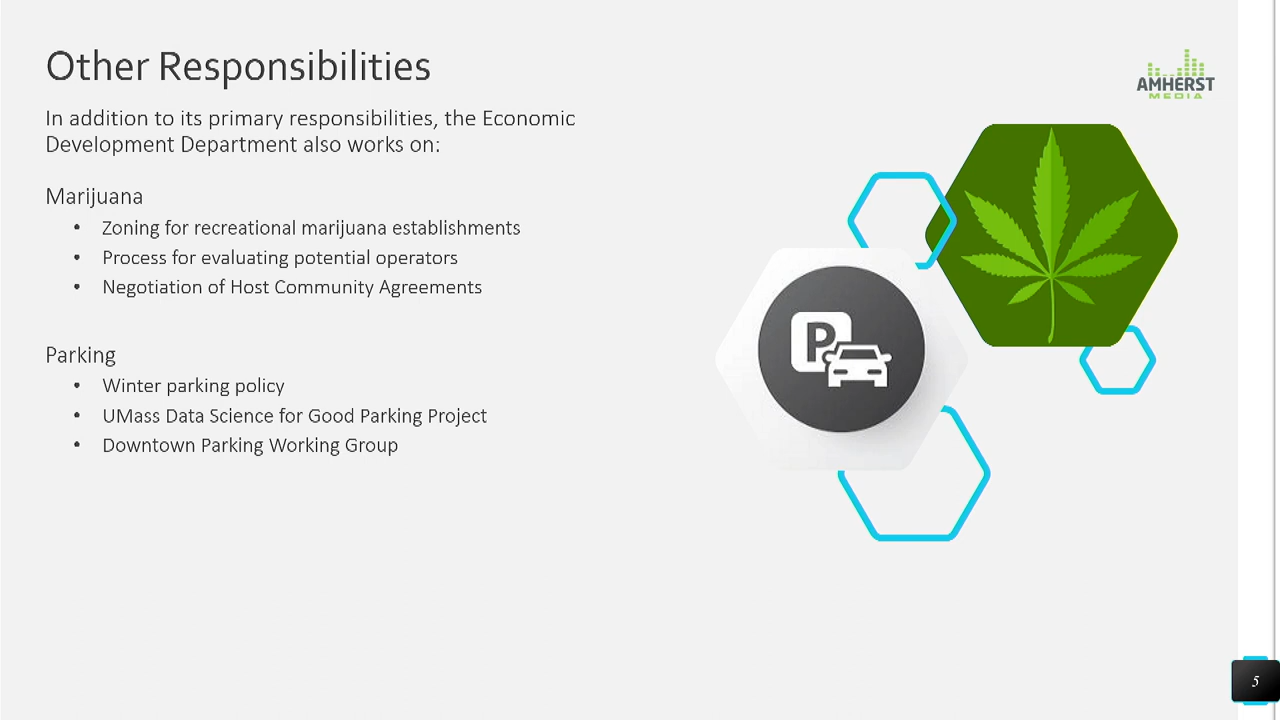 Other Responsibilities
AMHERST
MEDIA
In addition to its primary responsibilities, the Economic
Development Department also works on:
Marijuana
• Zoning for recreational marijuana establishments
• Process for evaluating potential operators
• Negotiation of Host Community Agreements
P
Parking
• Winter parking policy
• UMass Data Science for Good Parking Project
• Downtown Parking Working Group
5